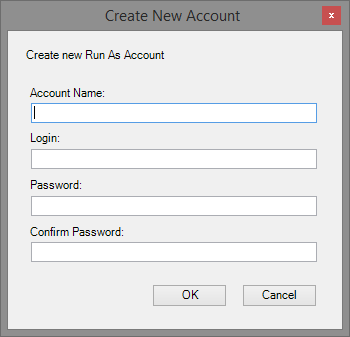 Create New Account
x
Create new Run As Account
Account Name:
Login:
Password:
Confirm Password:
OK Cancel